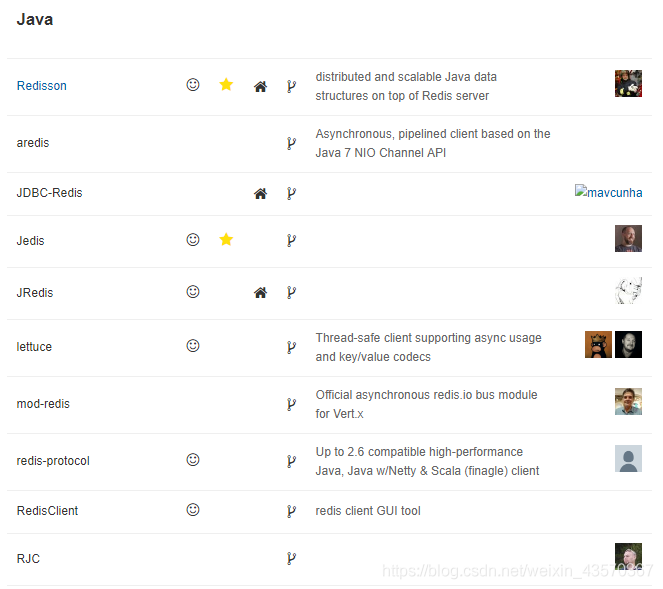 Java
Redisson
distributed and scalable Java data
structures on top of Redis server
aredis
Asynchronous, pipelined client based on the
Java 7 NIO Channel API
JDBC-Redis
mavcunha
Jedis
JRedis
lettuce
Thread-safe client supporting async usage
and key/value codecs
mod-redis
Official asynchronous redis.io bus module
for Vert.x
redis-protocol
Up to 2.6 compatible high-performance
Java, Java w/Netty & Scala (finagle) client
RedisClient
redis client GUI tool
RJC
https://blog.csdn.net/weixin_43570367